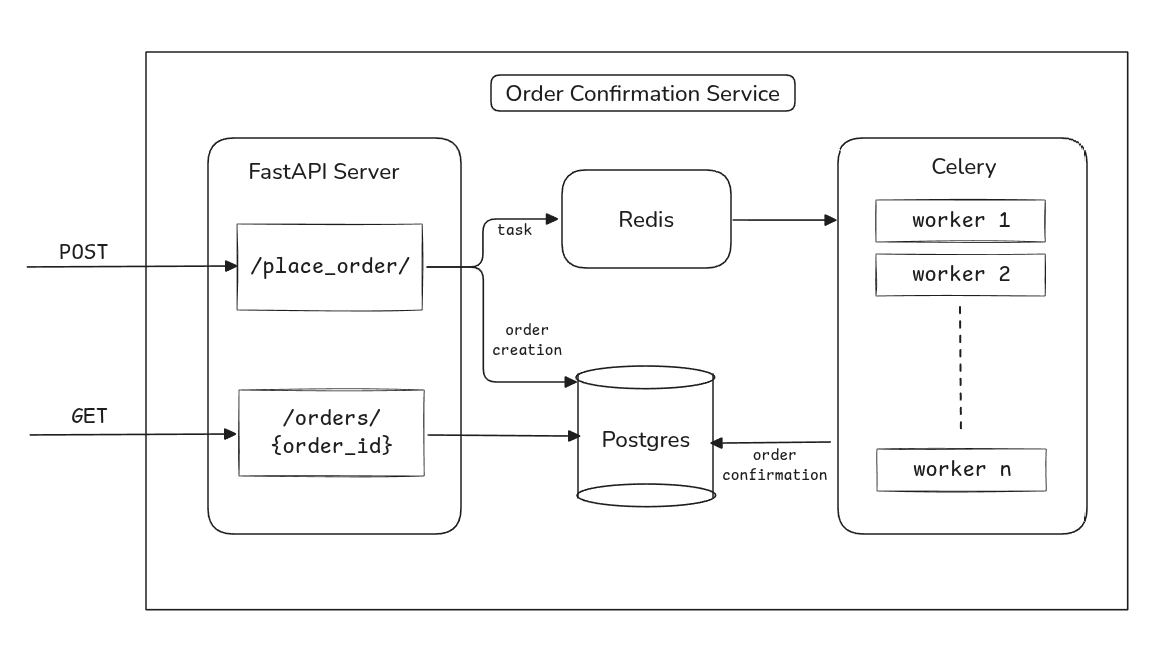 Order Confirmation Service
FastAPI Server
POST
/place_order/
GET
/orders/
{order_id}
task
order
creation
Redis
Postgres
order
confirmation
Celery
worker 1
worker 2
worker n